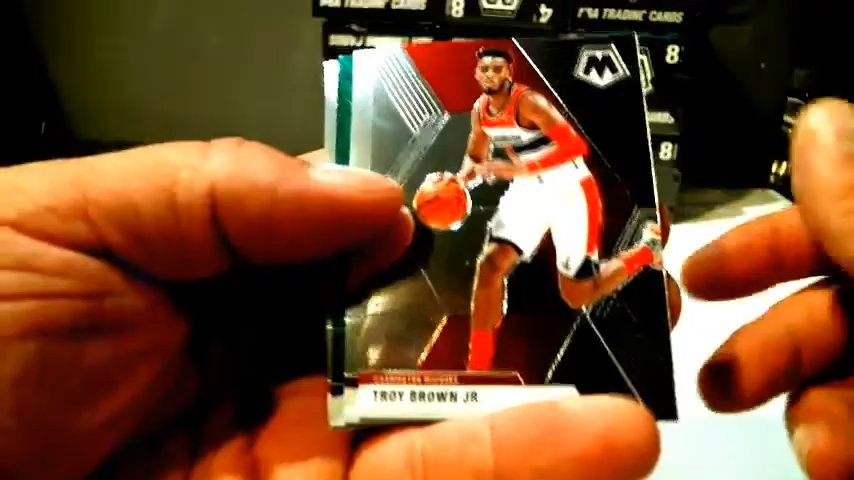 TRADING CARDS
8
TRADING CARDS
8
8
M
WASHINGTON WIZARDS
TROY BROWN JR